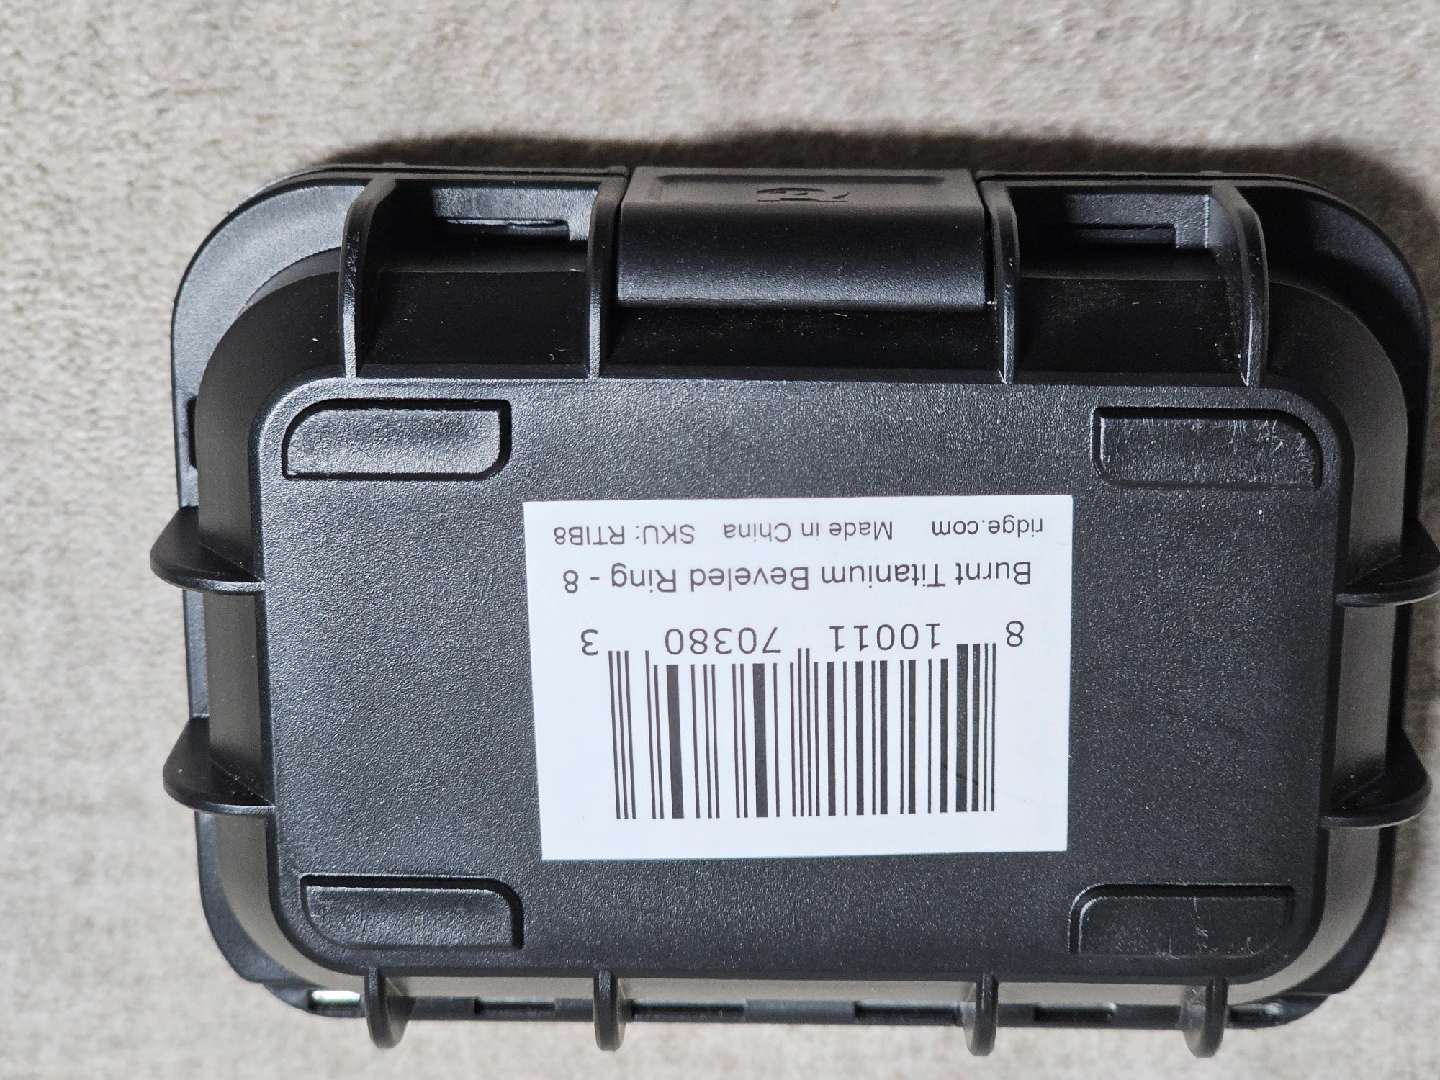 8 10011 70380 3
Burnt Titanium Beveled Ring - 8
ridge.com Made in China SKU: RTIB8